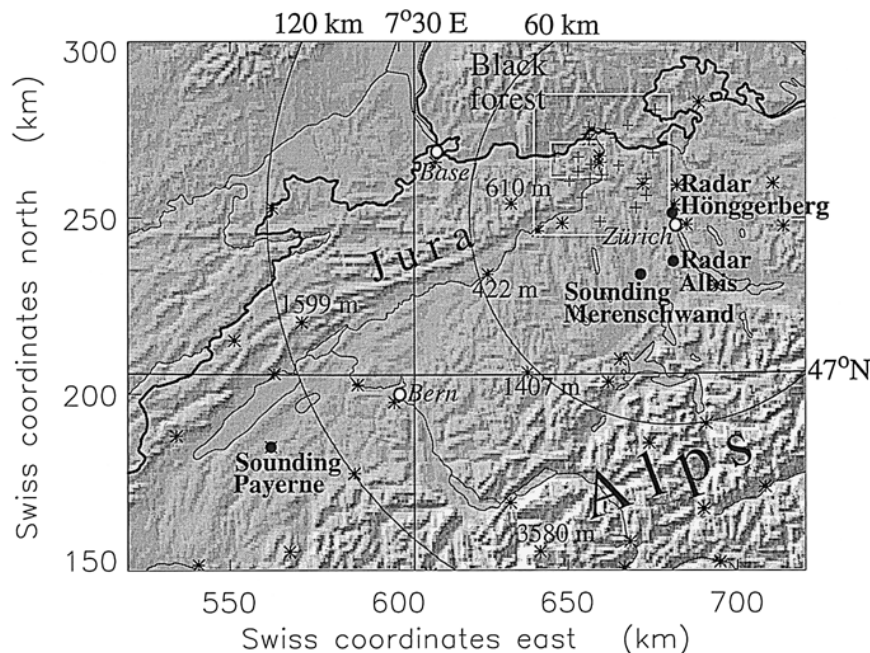 120 km 7°30 E 60 km
300
Black
forest
Basel
610 m
Radar
Hönggerberg
250
Zürich
Jura
Radar
Albis
422 m
Sounding
Merenschwand
1599 m
47°N
1407 m
Bern
200
Sounding
Payerne
Alps
3580 m
150
550 600 650 700
Swiss coordinates east (km)
Swiss coordinates north (km)